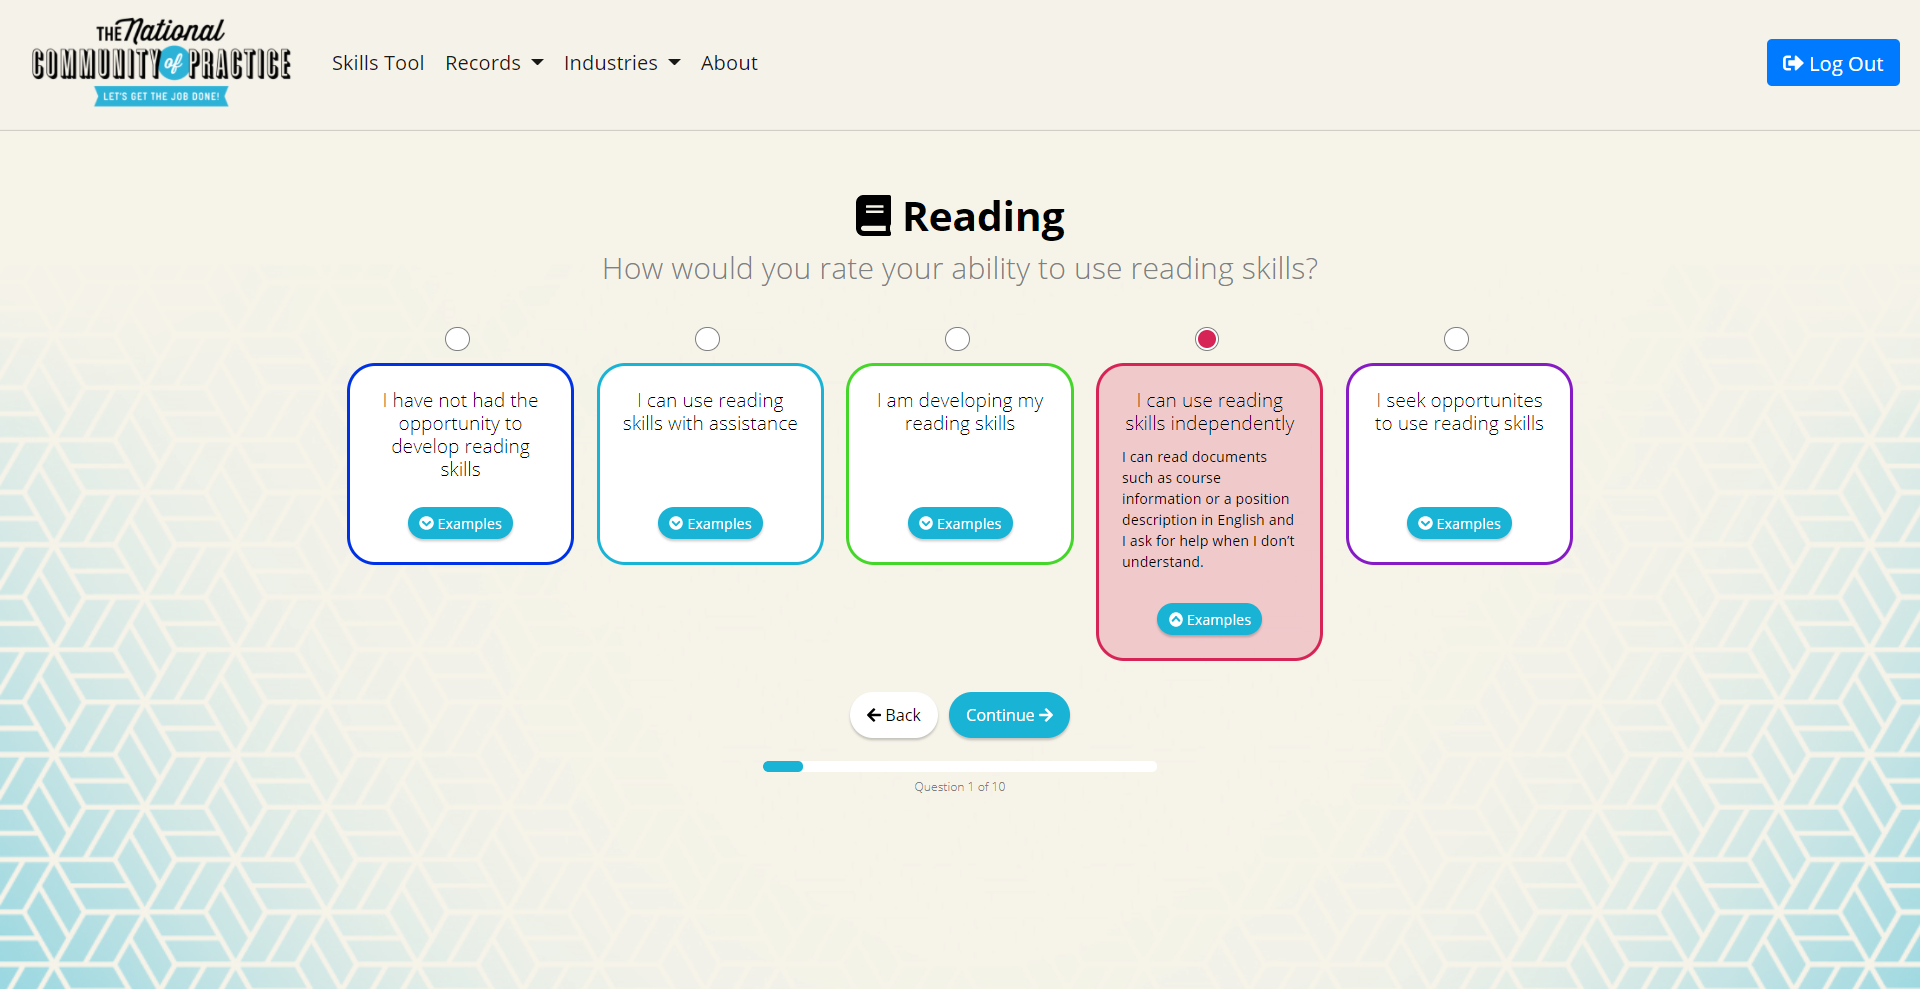 THE National
COMMUNITY of PRACTICE
LET'S GET THE JOB DONE!
Skills Tool Records Industries About
Log Out
Reading
How would you rate your ability to use reading skills?
I have not had the
opportunity to
develop reading
skills
Examples
I can use reading
skills with assistance
Examples
I am developing my
reading skills
Examples
I can use reading
skills independently
I can read documents
such as course
information or a position
description in English and
I ask for help when I don’t
understand.
Examples
I seek opportunites
to use reading skills
Examples
Back Continue
Question 1 of 10